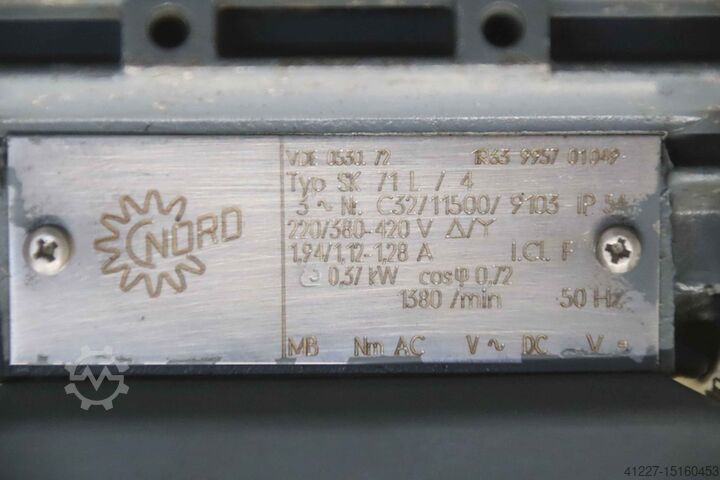 NORD
VDE 0530. 72 1R33 9957 01049
Typ SK 71 L / 4
3 ~ Nr. C32/11500/ 9103 IP 54
220/380-420 V Δ/Y
1,94/1,12-1,28 A I.Cl. F
0,37 kW cosφ 0,72
1380 /min 50 Hz
MB Nm AC V ~ DC V =
41227-15160453